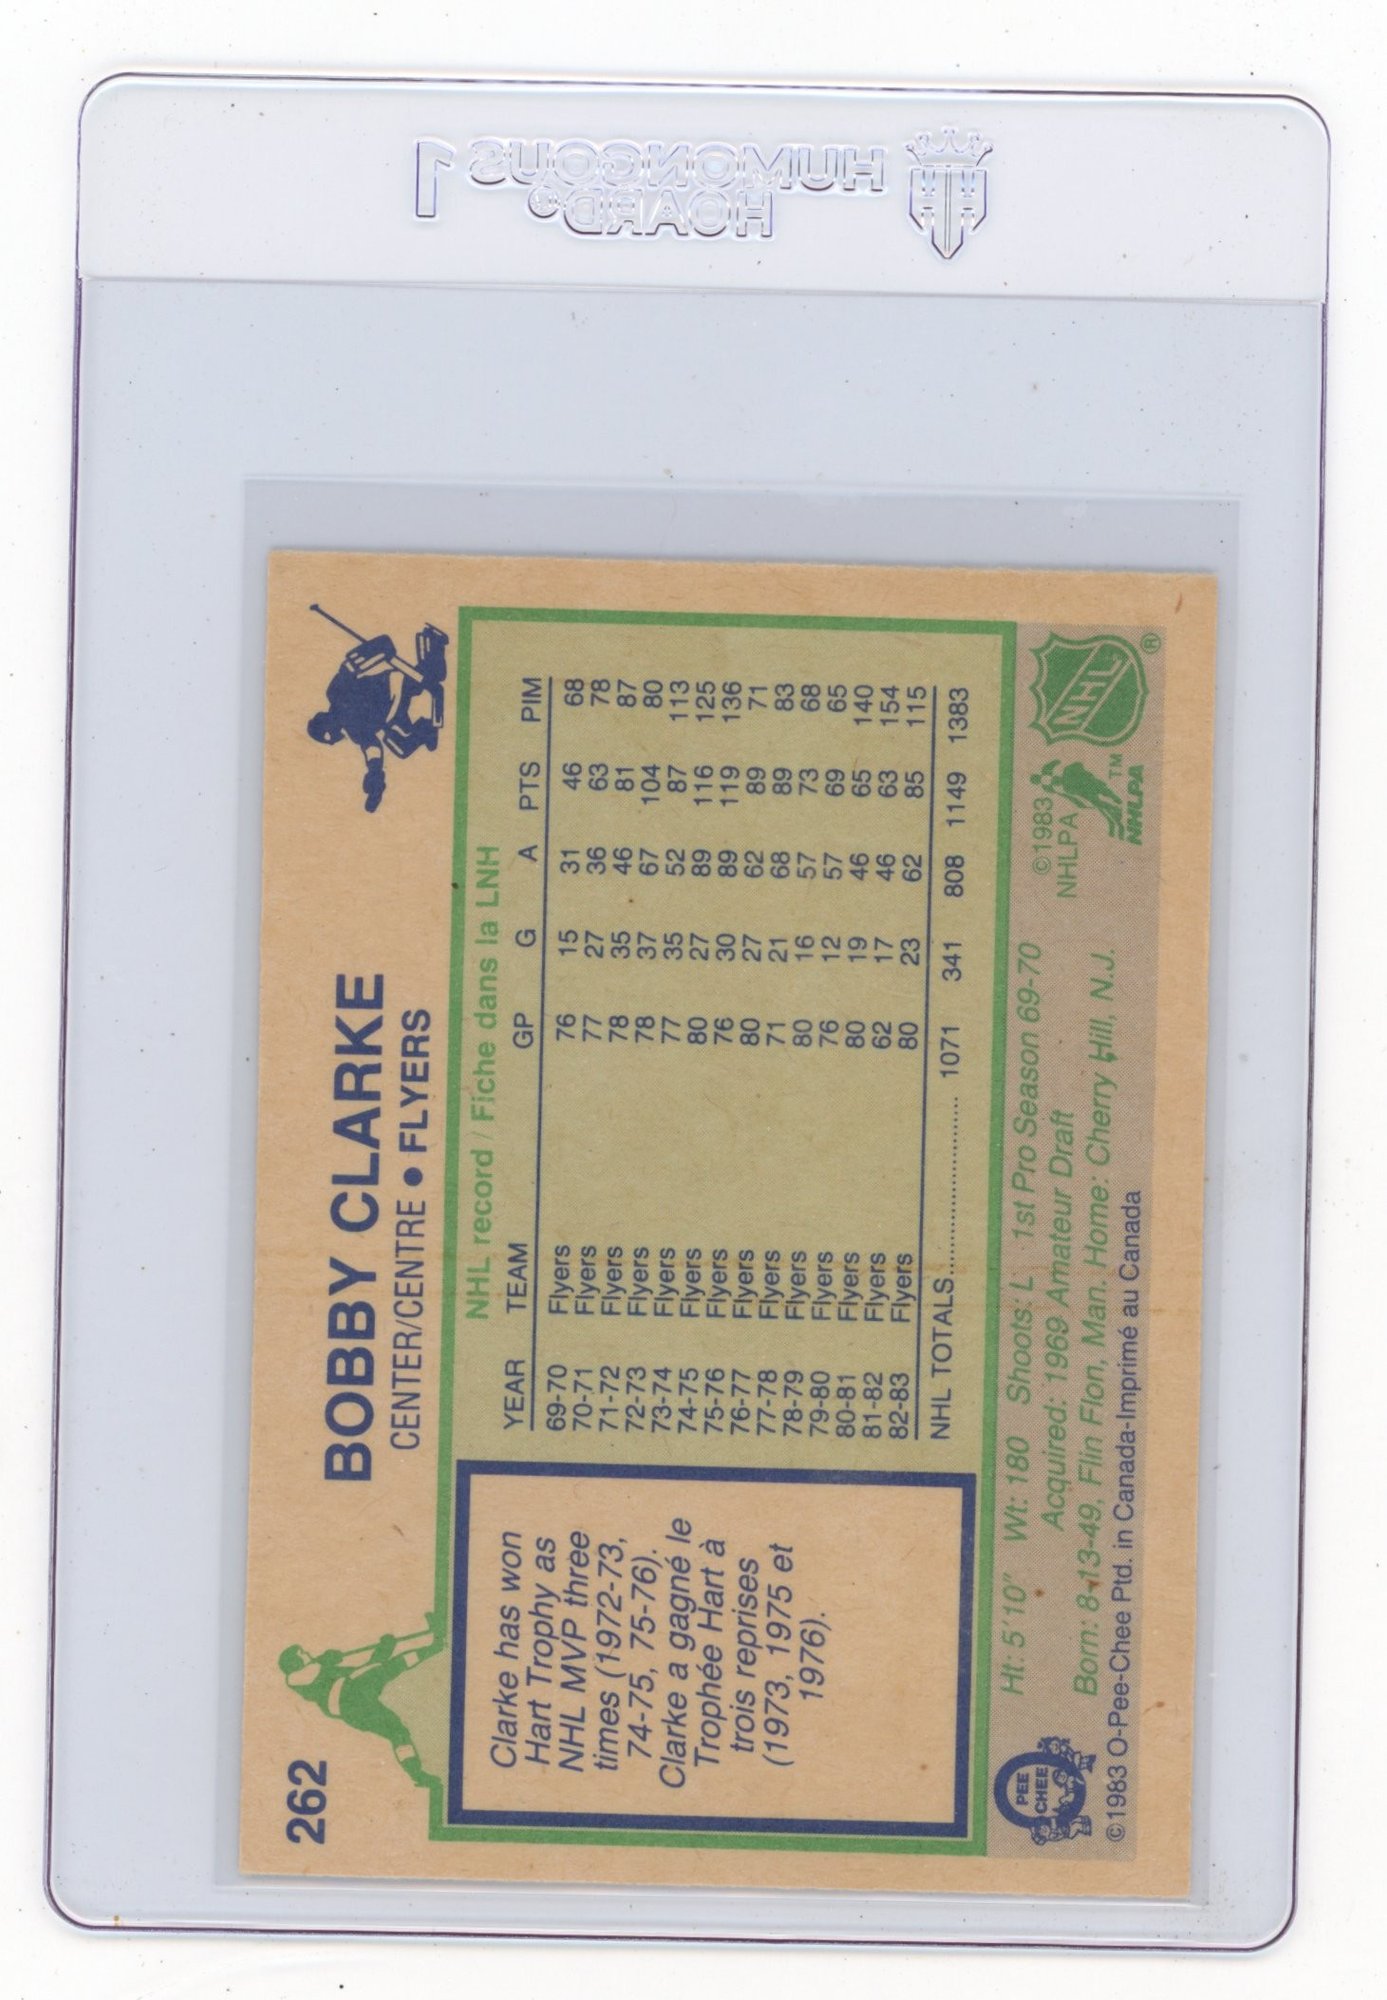 HUMONGOUS 1
HOARD®
262
BOBBY CLARKE
CENTER/CENTRE • FLYERS
Clarke has won
Hart Trophy as
NHL MVP three
times (1972-73,
74-75, 75-76).
Clarke a gagné le
Trophée Hart à
trois reprises
(1973, 1975 et
1976).
NHL record / Fiche dans la LNH
YEAR TEAM GP G A PTS PIM
69-70 Flyers 76 15 31 46 68
70-71 Flyers 77 27 36 63 78
71-72 Flyers 78 35 46 81 87
72-73 Flyers 78 37 67 104 80
73-74 Flyers 77 35 52 87 113
74-75 Flyers 80 27 89 116 125
75-76 Flyers 76 30 89 119 136
76-77 Flyers 80 27 62 89 71
77-78 Flyers 71 21 68 89 83
78-79 Flyers 80 16 57 73 68
79-80 Flyers 76 12 57 69 65
80-81 Flyers 80 19 46 65 140
81-82 Flyers 62 17 46 63 154
82-83 Flyers 80 23 62 85 115
NHL TOTALS.................... 1071 341 808 1149 1383
Ht: 5'10" Wt: 180 Shoots: L 1st Pro Season 69-70
Acquired: 1969 Amateur Draft
Born: 8-13-49, Flin Flon, Man. Home: Cherry Hill, N.J.
©1983 O-Pee-Chee Ptd. in Canada-Imprimé au Canada
O
PEE
CHEE
©1983
NHLPA
NHLPA
TM
NHL
®